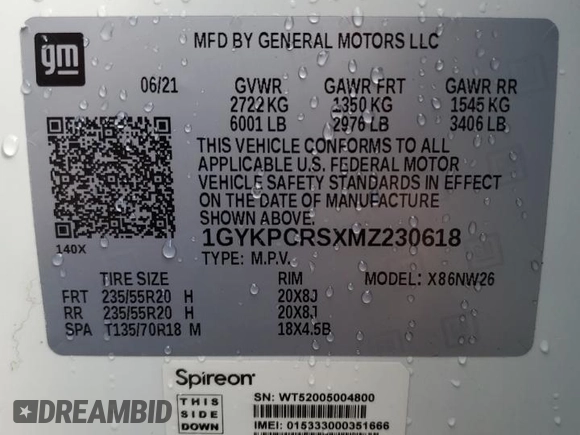 gm
MFD BY GENERAL MOTORS LLC
06/21 GVWR GAWR FRT GAWR RR
2722 KG 1350 KG 1545 KG
6001 LB 2976 LB 3406 LB
THIS VEHICLE CONFORMS TO ALL
APPLICABLE U.S. FEDERAL MOTOR
VEHICLE SAFETY STANDARDS IN EFFECT
ON THE DATE OF MANUFACTURE
SHOWN ABOVE.
140X
1GYKPCRSXMZ230618
TYPE: M.P.V.
TIRE SIZE RIM MODEL: X86NW26
FRT 235/55R20 H 20X8J
RR 235/55R20 H 20X8J
SPA T135/70R18 M 18X4.5B
Spireon
THIS SIDE DOWN
SN: WT52005004800
IMEI: 015333000351666
RideSafely